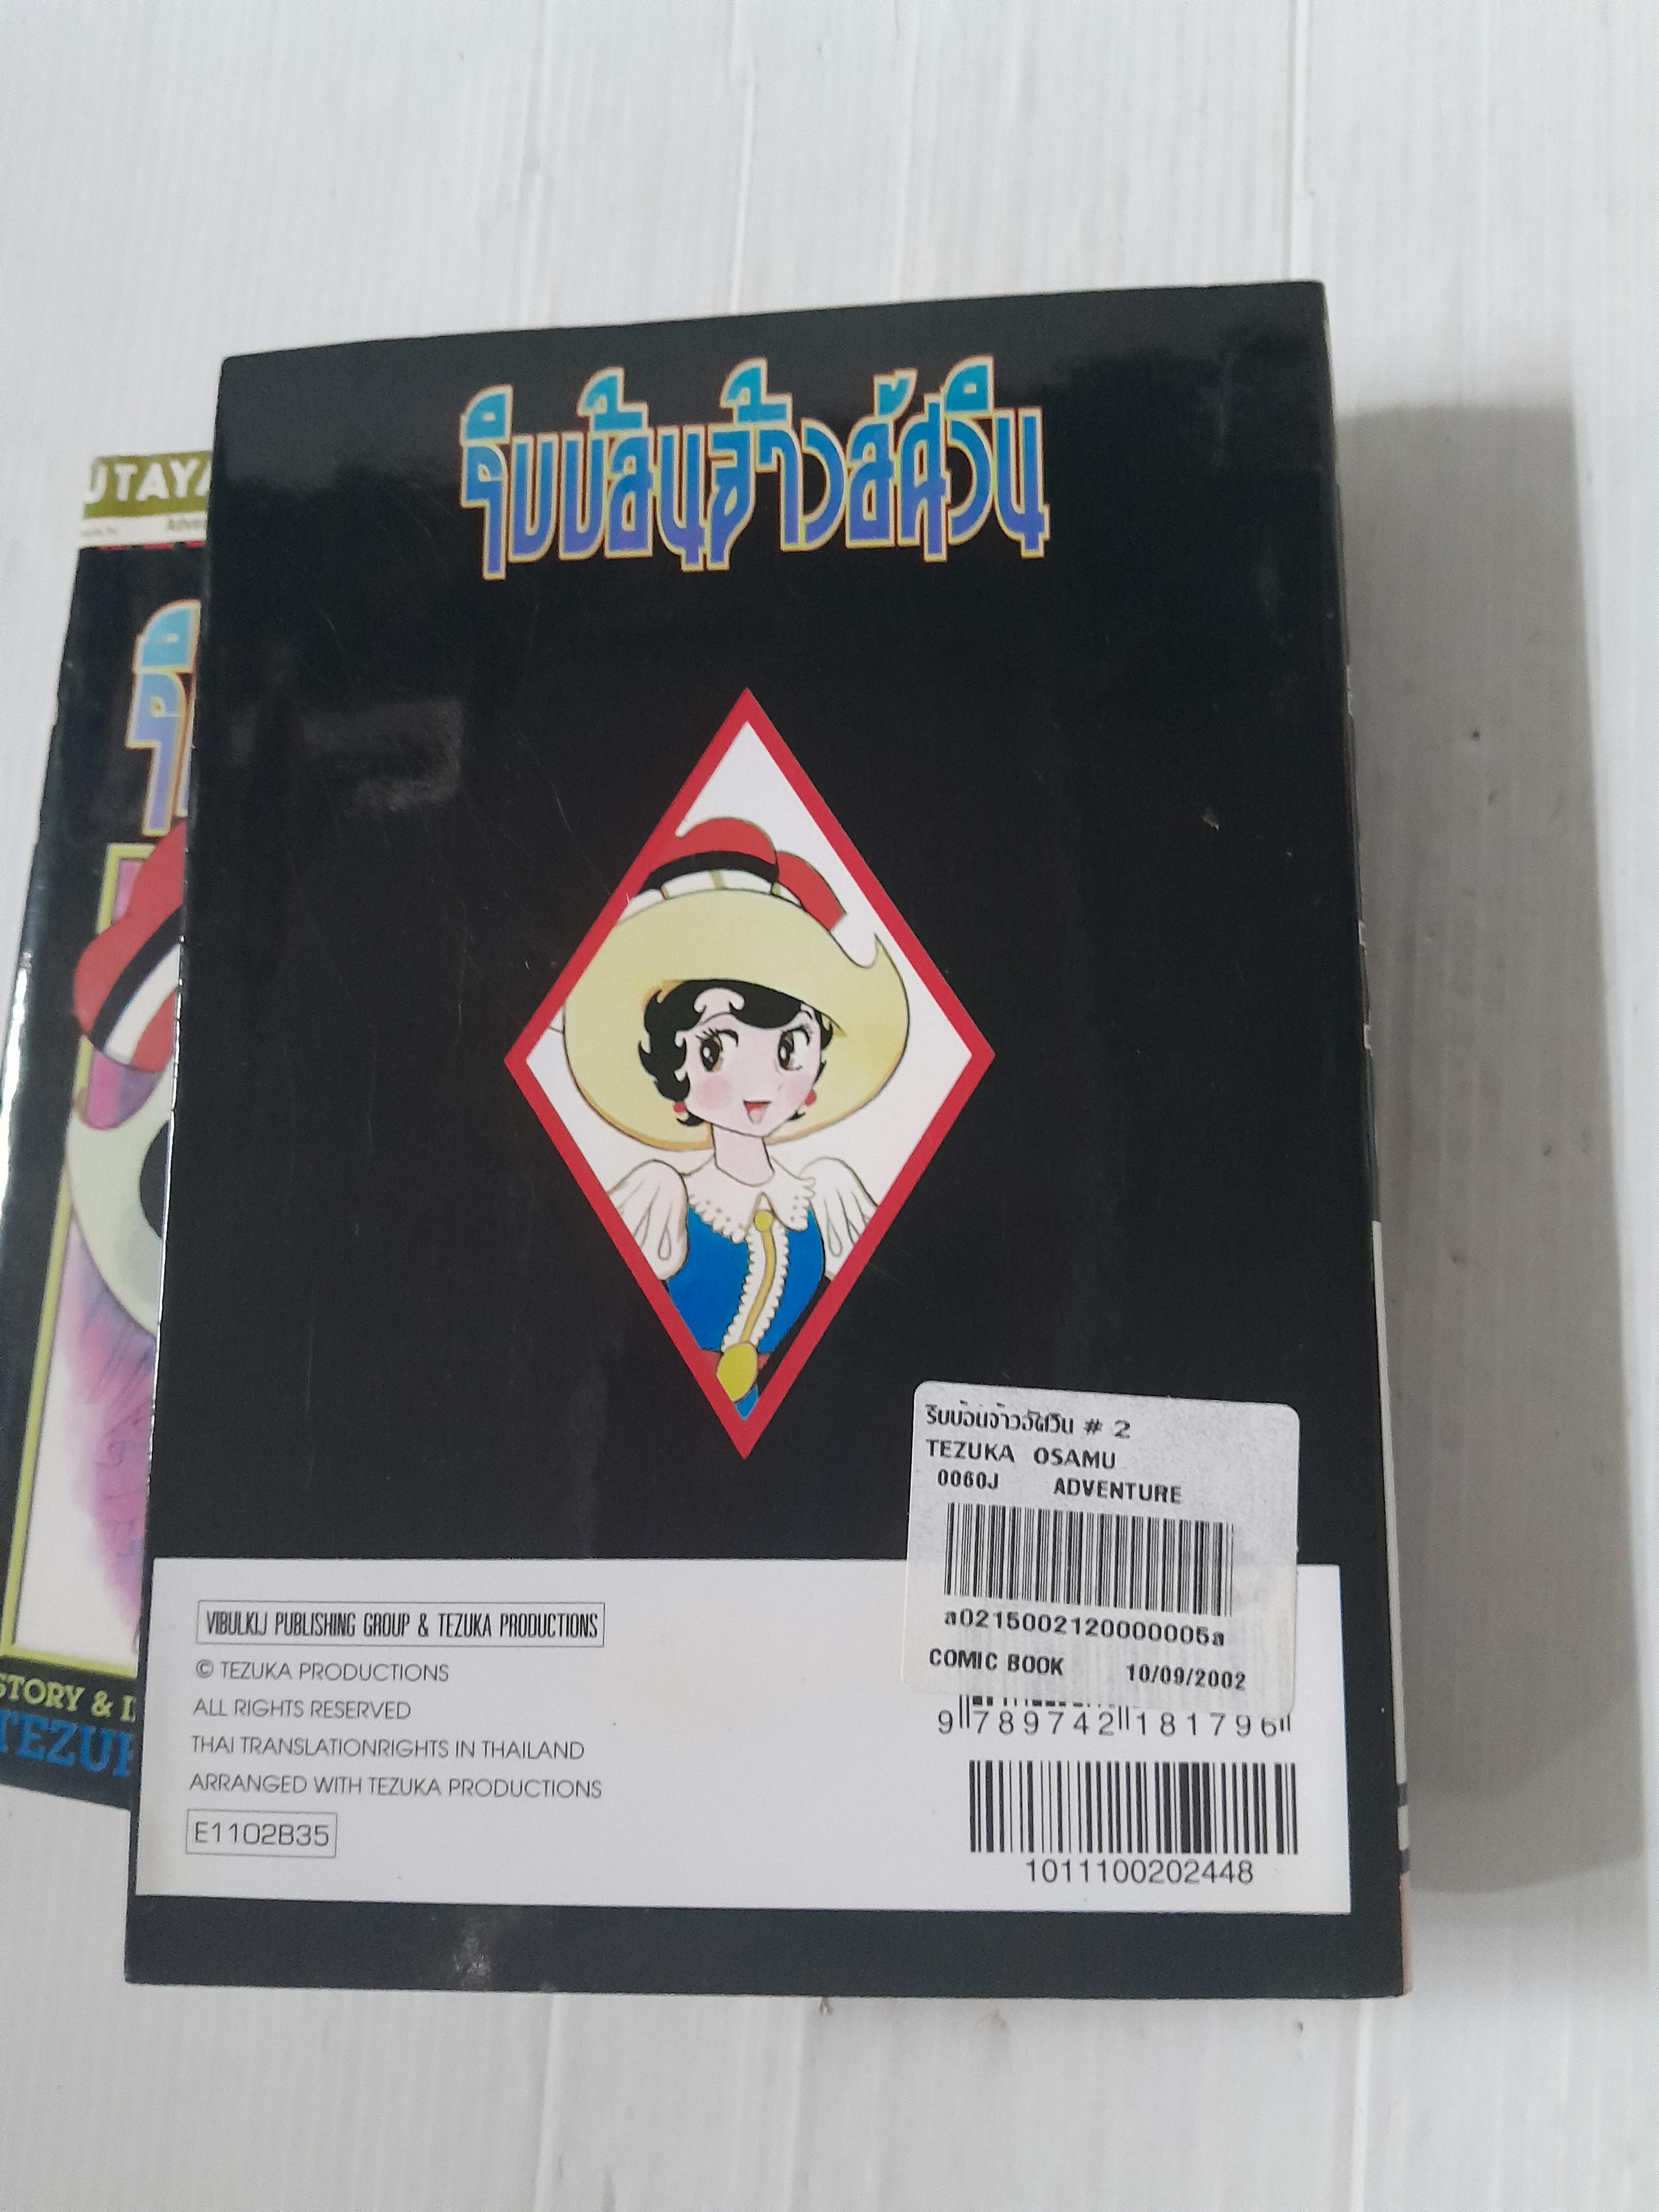 ริบบ้อนจ้าวอัศวิน
UTAYA
ริบบ้อนจ้าวอัศวิน # 2
TEZUKA OSAMU
0060J ADVENTURE
a0215002120000005a
COMIC BOOK 10/09/2002
9 789742 181796
1011100202448
VIBULKIJ PUBLISHING GROUP & TEZUKA PRODUCTIONS
© TEZUKA PRODUCTIONS
ALL RIGHTS RESERVED
THAI TRANSLATIONRIGHTS IN THAILAND
ARRANGED WITH TEZUKA PRODUCTIONS
E1102B35
STORY &
TEZU